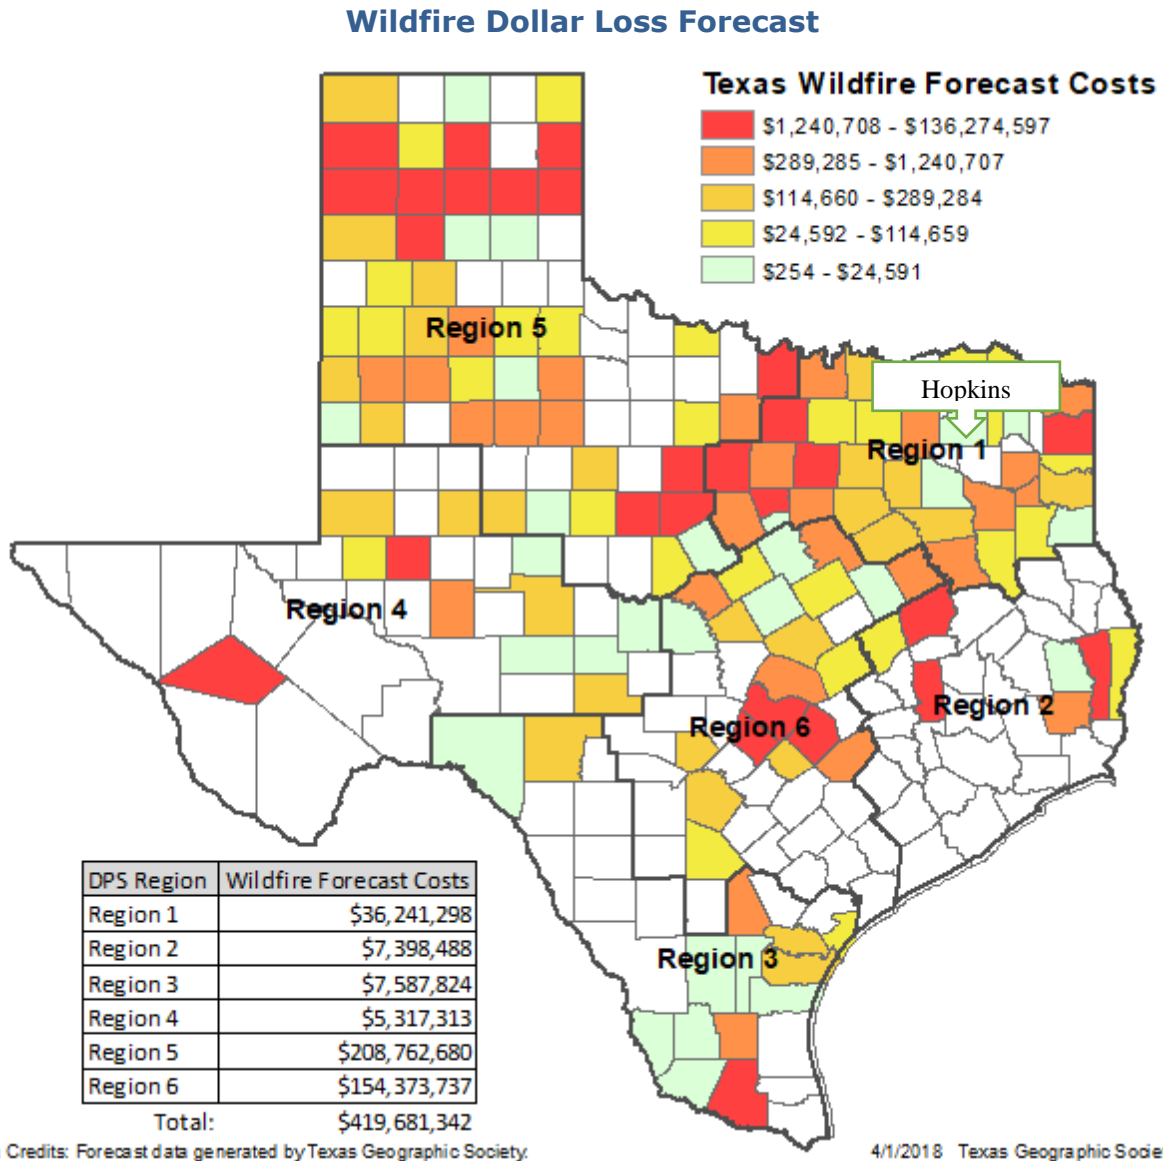 Wildfire Dollar Loss Forecast
Texas Wildfire Forecast Costs
$1,240,708 - $136,274,597
$289,285 - $1,240,707
$114,660 - $289,284
$24,592 - $114,659
$254 - $24,591
Region 5
Hopkins
Region 1
Region 4
Region 2
Region 6
Region 3
DPS Region Wildfire Forecast Costs
Region 1 $36,241,298
Region 2 $7,398,488
Region 3 $7,587,824
Region 4 $5,317,313
Region 5 $208,762,680
Region 6 $154,373,737
Total: $419,681,342
Credits: Forecast data generated by Texas Geographic Society.
4/1/2018 Texas Geographic Socie